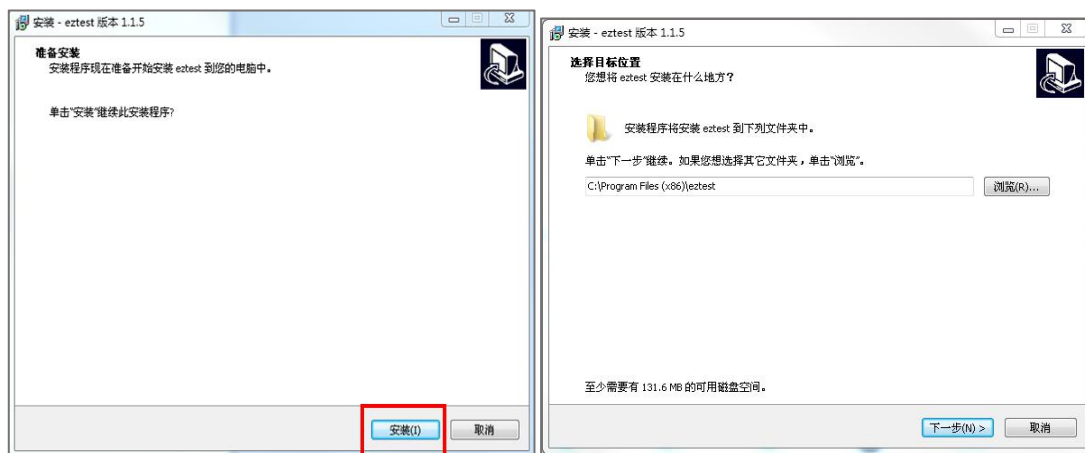 安装 - eztest 版本 1.1.5
准备安装
安装程序现在准备开始安装 eztest 到您的电脑中。
单击"安装"继续此安装程序?
安装(I)
取消
安装 - eztest 版本 1.1.5
选择目标位置
您想将 eztest 安装在什么地方?
安装程序将安装 eztest 到下列文件夹中。
单击"下一步"继续。如果您想选择其它文件夹,单击"浏览"。
C:\Program Files (x86)\eztest
浏览(R)...
至少需要有 131.6 MB 的可用磁盘空间。
下一步(N) >
取消